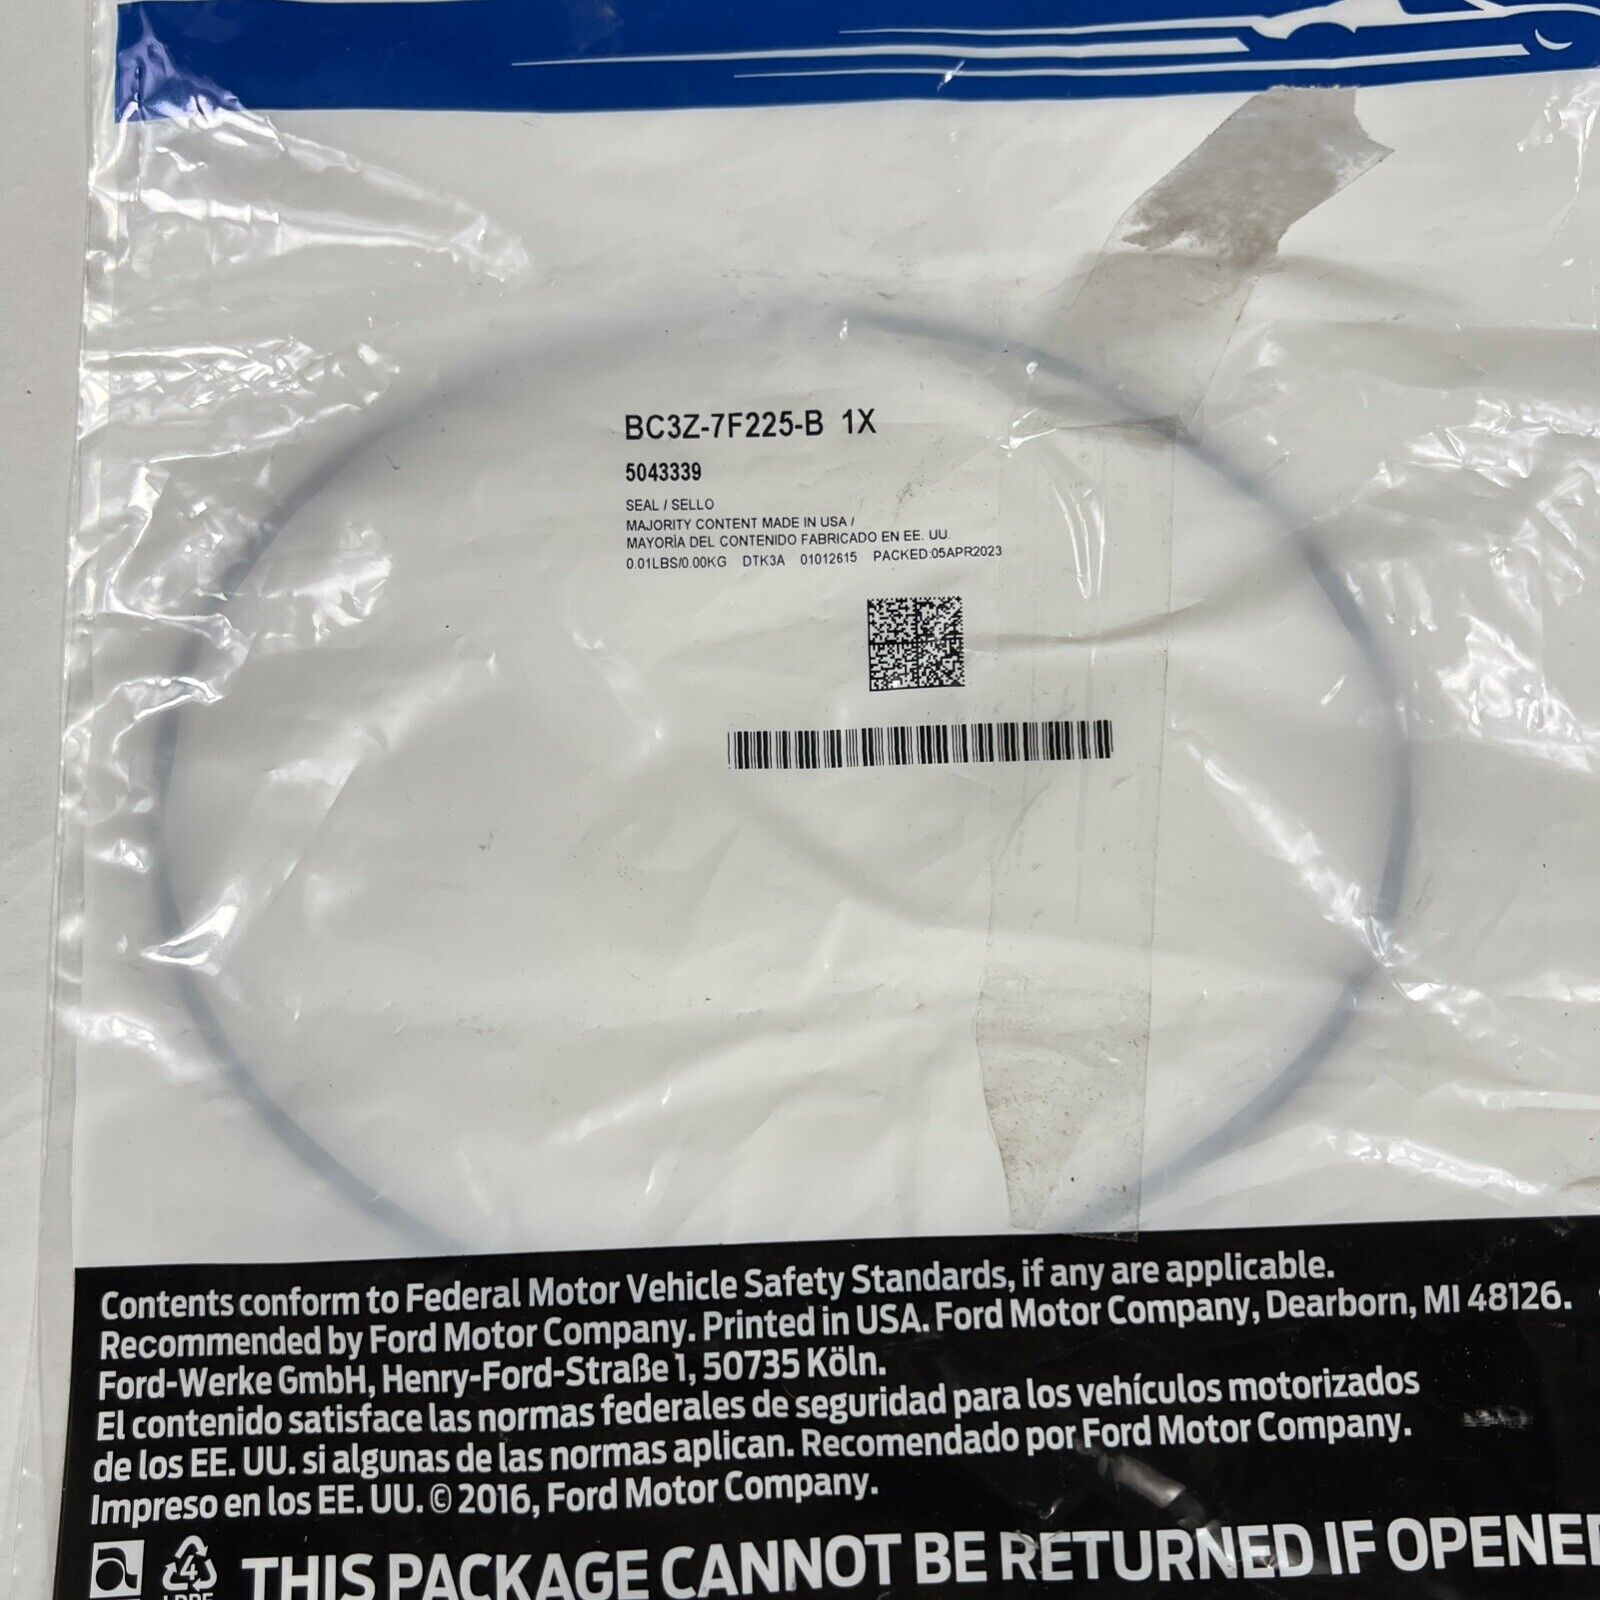 BC3Z-7F225-B 1X
5043339
SEAL / SELLO
MAJORITY CONTENT MADE IN USA /
MAYORÌA DEL CONTENIDO FABRICADO EN EE. UU.
0.01LBS/0.00KG DTK3A 01012615 PACKED:05APR2023
Contents conform to Federal Motor Vehicle Safety Standards, if any are applicable.
Recommended by Ford Motor Company. Printed in USA. Ford Motor Company, Dearborn, MI 48126.
Ford-Werke GmbH, Henry-Ford-Straße 1, 50735 Köln.
El contenido satisface las normas federales de seguridad para los vehículos motorizados
de los EE. UU. si algunas de las normas aplican. Recomendado por Ford Motor Company.
Impreso en los EE. UU. © 2016, Ford Motor Company.
4
THIS PACKAGE CANNOT BE RETURNED IF OPENE